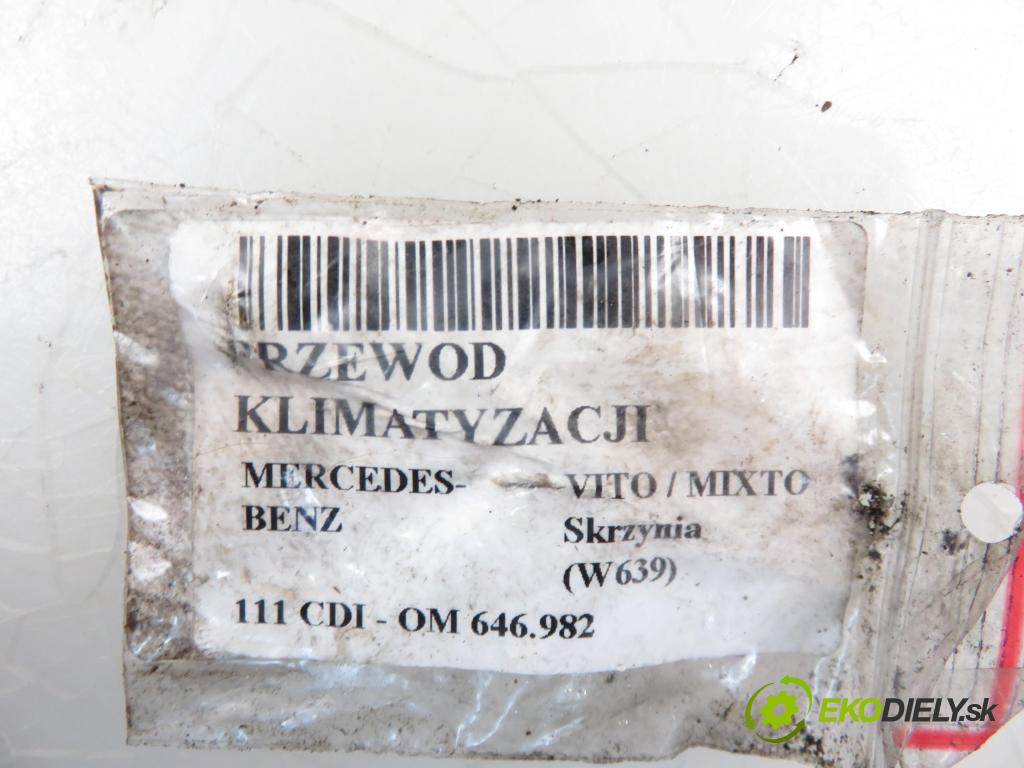 PRZEWOD
KLIMATYZACJI
MERCEDES-
BENZ
VITO / MIXTO
Skrzynia
(W639)
111 CDI - OM 646.982
EKODIELY.sk